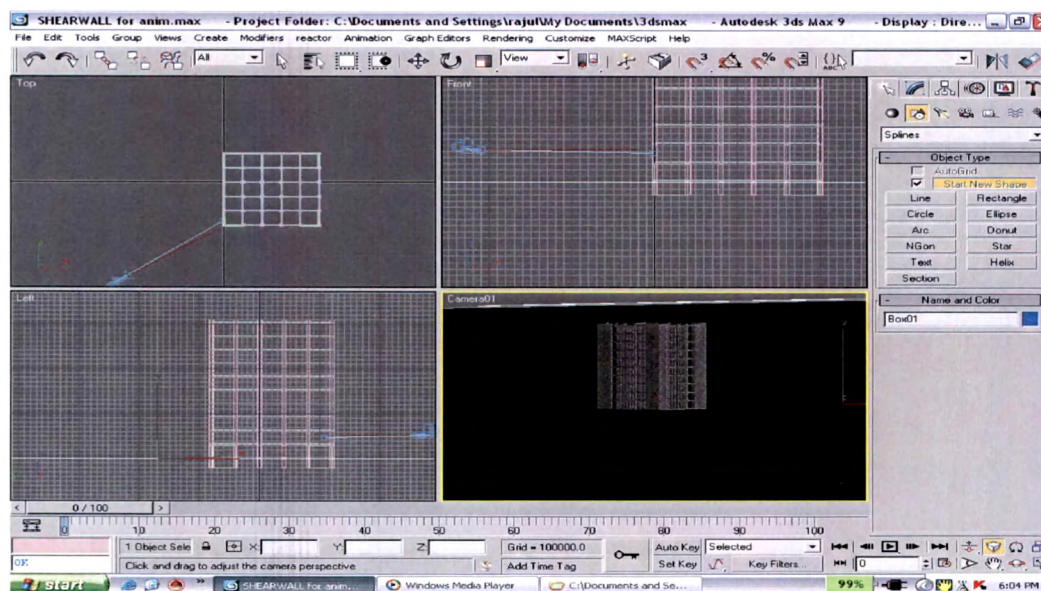 SHEARWALL for anim.max - Project Folder: C:\Documents and Settings\rajul\My Documents\3dsmax - Autodesk 3ds Max 9 - Display : Dire...
File Edit Tools Group Views Create Modifiers reactor Animation Graph Editors Rendering Customize MAXScript Help
All View
Top
Front
Left
Camera01
Splines
- Object Type
AutoGrid
Start New Shape
Line Rectangle
Circle Ellipse
Arc Donut
NGon Star
Text Helix
Section
- Name and Color
Box01
< 0 / 100 >
0 10 20 30 40 50 60 70 80 90 100
1 Object Sele X: Y: Z: Grid = 100000.0 Auto Key Selected
OK Click and drag to adjust the camera perspective Add Time Tag Set Key Key Filters... 0
start SHEARWALL for anim... Windows Media Player C:\Documents and Se... 99% 6:04 PM